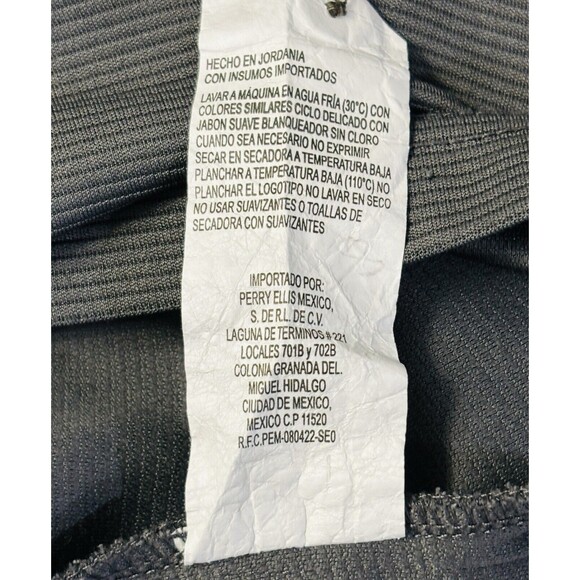 HECHO EN JORDANIA
CON INSUMOS IMPORTADOS
LAVAR A MÁQUINA EN AGUA FRÍA (30°C) CON
COLORES SIMILARES CICLO DELICADO CON
JABON SUAVE BLANQUEADOR SIN CLORO
CUANDO SEA NECESARIO NO EXPRIMIR
SECAR EN SECADORA A TEMPERATURA BAJA
PLANCHAR A TEMPERATURA BAJA (110°C) NO
PLANCHAR EL LOGOTIPO NO LAVAR EN SECO
NO USAR SUAVIZANTES O TOALLAS DE
SECADORA CON SUAVIZANTES
IMPORTADO POR:
PERRY ELLIS MEXICO,
S. DE R.L. DE C.V.
LAGUNA DE TERMINOS # 221
LOCALES 701B y 702B
COLONIA GRANADA DEL.
MIGUEL HIDALGO
CIUDAD DE MEXICO,
MEXICO C.P 11520
R.F.C.PEM-080422-SE0